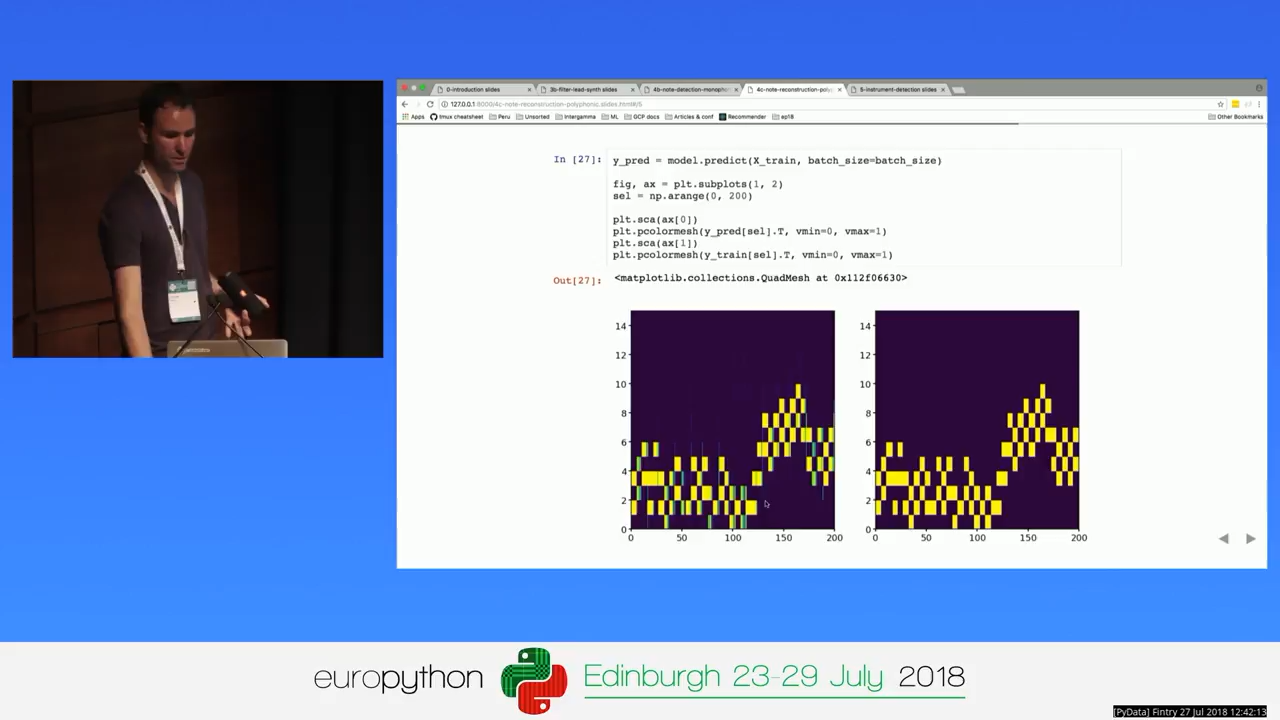 0-introduction slides
3b-filter-lead-synth slides
4b-note-detection-monopho
4c-note-reconstruction-poly
5-instrument-detection slides
127.0.0.1:8000/4c-note-reconstruction-polyphonic.slides.html#/5
Apps tmux cheatsheet Peru Unsorted Intergamma ML GCP docs Articles & conf Recommender ep18 Other Bookmarks
In [27]:
y_pred = model.predict(X_train, batch_size=batch_size)
fig, ax = plt.subplots(1, 2)
sel = np.arange(0, 200)
plt.sca(ax[0])
plt.pcolormesh(y_pred[sel].T, vmin=0, vmax=1)
plt.sca(ax[1])
plt.pcolormesh(y_train[sel].T, vmin=0, vmax=1)
Out[27]:
<matplotlib.collections.QuadMesh at 0x112f06630>
14
12
10
8
6
4
2
0
0 50 100 150 200
14
12
10
8
6
4
2
0
0 50 100 150 200
europython
Edinburgh 23-29 July 2018
[PyData] Fintry 27 Jul 2018 12:42:13